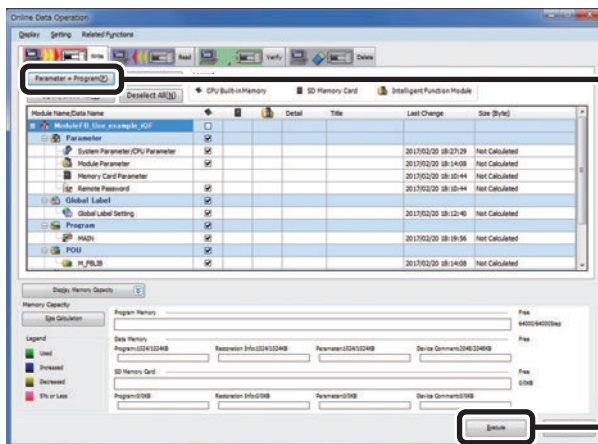 Online Data Operation
Display Setting Related Functions
Write Read Verify Delete
Parameter + Program(F)
Deselect All(N) CPU Built-in Memory SD Memory Card Intelligent Function Module
Module Name/Data Name Detail Title Last Change Size (Byte)
ModuleFB_Use_example_iQF
Parameter
System Parameter/CPU Parameter 2017/02/20 18:27:29 Not Calculated
Module Parameter 2017/02/20 18:14:08 Not Calculated
Memory Card Parameter 2017/02/20 18:10:44 Not Calculated
Remote Password 2017/02/20 18:10:44 Not Calculated
Global Label
Global Label Setting 2017/02/20 18:12:40 Not Calculated
Program
MAIN 2017/02/20 18:19:56 Not Calculated
POU
M_FBLIB 2017/02/20 18:14:08 Not Calculated
Display Memory Capacity
Memory Capacity
Size Calculation
Program Memory Free
64000/64000Step
Legend
Used
Increased
Decreased
5% or Less
Data Memory Free
Program:1024/1024KB Restoration Info:1024/1024KB Parameter:1024/1024KB Device Comment:2048/2048KB
SD Memory Card Free
0/0KB
Program:0/0KB Restoration Info:0/0KB Parameter:0/0KB Device Comment:0/0KB
Execute